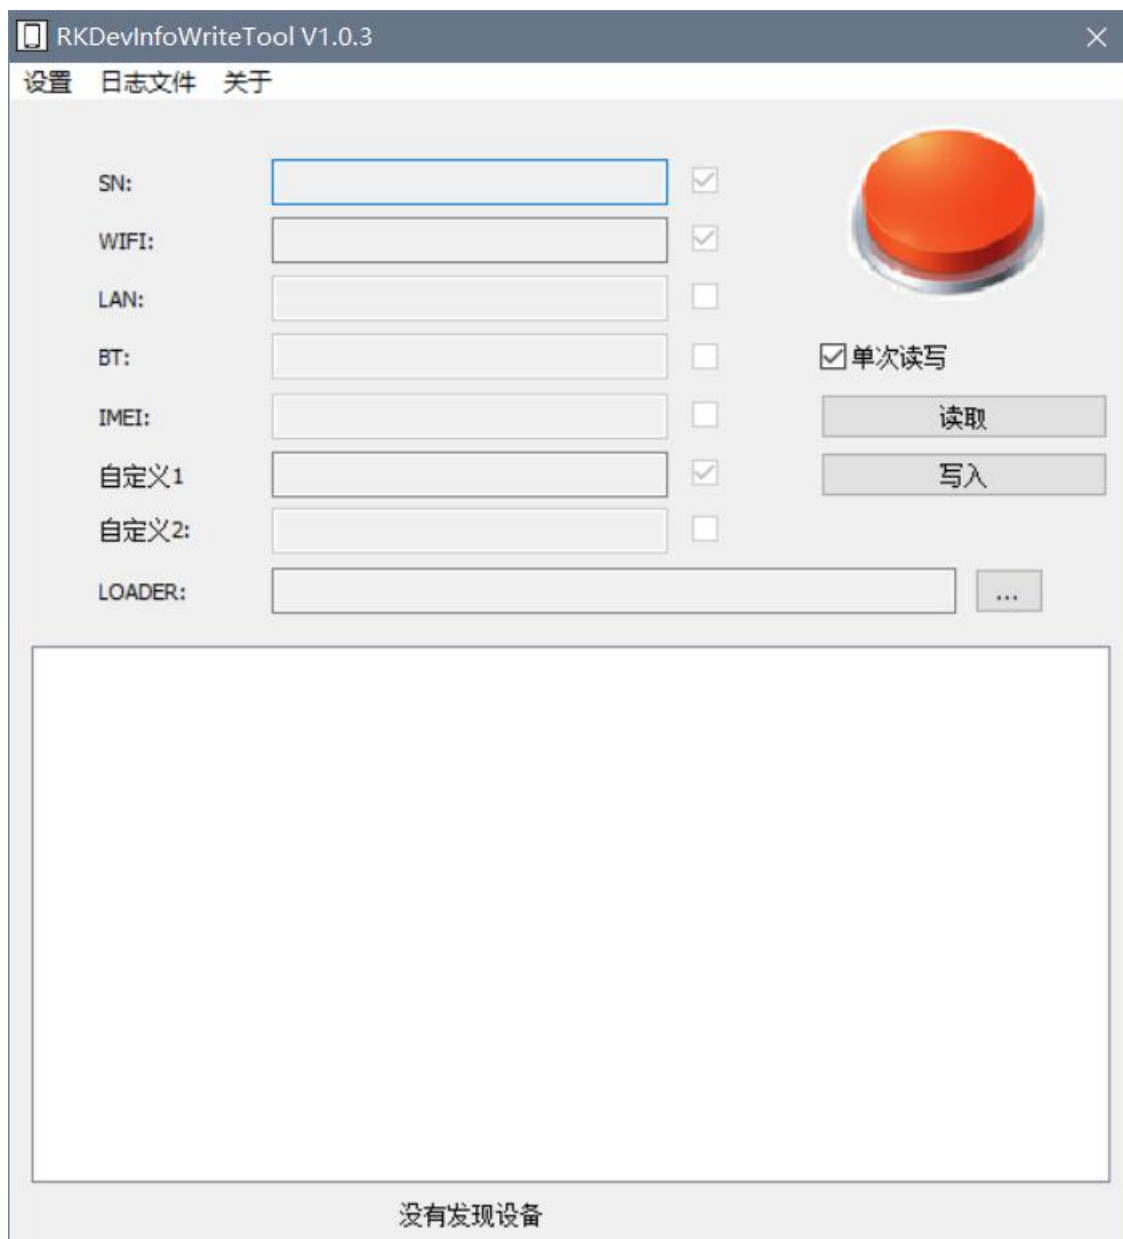 RKDevInfoWriteTool V1.0.3
设置 日志文件 关于
SN:
WIFI:
LAN:
BT:
单次读写
IMEI:
读取
自定义1
写入
自定义2:
LOADER:
...
没有发现设备